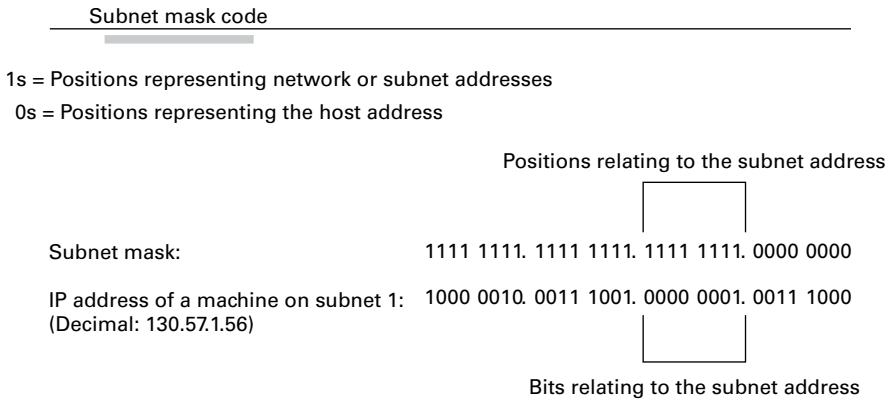 Subnet mask code
1s = Positions representing network or subnet addresses
0s = Positions representing the host address
Positions relating to the subnet address
Subnet mask: 1111 1111. 1111 1111. 1111 1111. 0000 0000
IP address of a machine on subnet 1: 1000 0010. 0011 1001. 0000 0001. 0011 1000
(Decimal: 130.57.1.56)
Bits relating to the subnet address